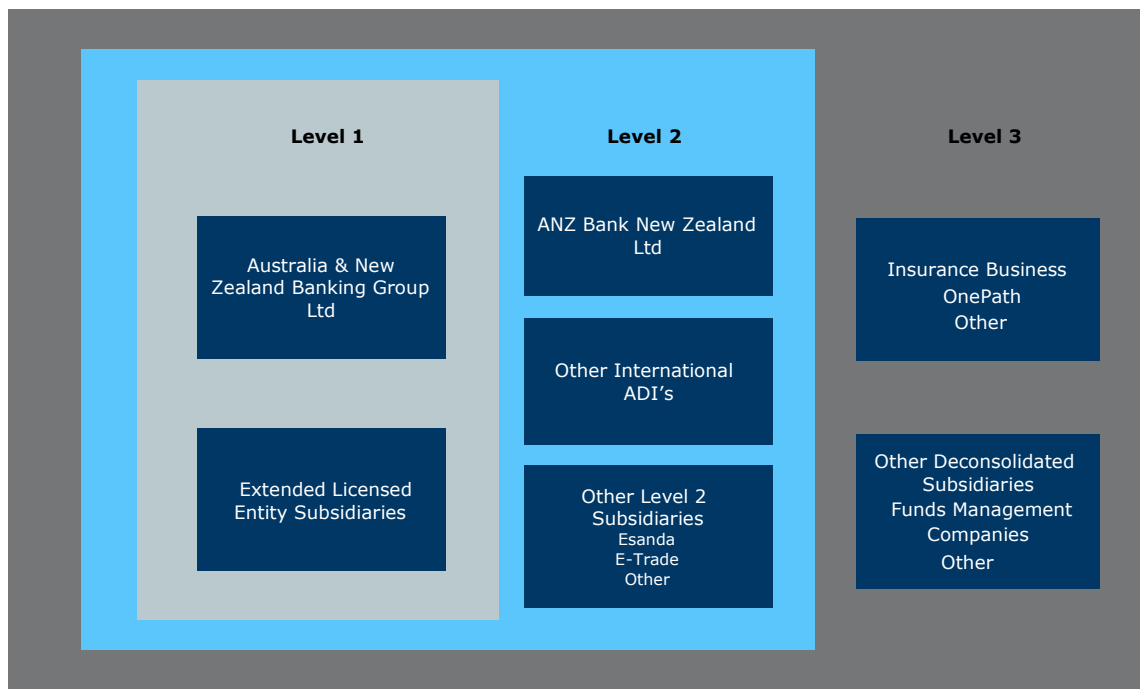 Level 1
Australia & New
Zealand Banking Group
Ltd
Extended Licensed
Entity Subsidiaries
Level 2
ANZ Bank New Zealand
Ltd
Other International
ADI’s
Other Level 2
Subsidiaries
Esanda
E-Trade
Other
Level 3
Insurance Business
OnePath
Other
Other Deconsolidated
Subsidiaries
Funds Management
Companies
Other